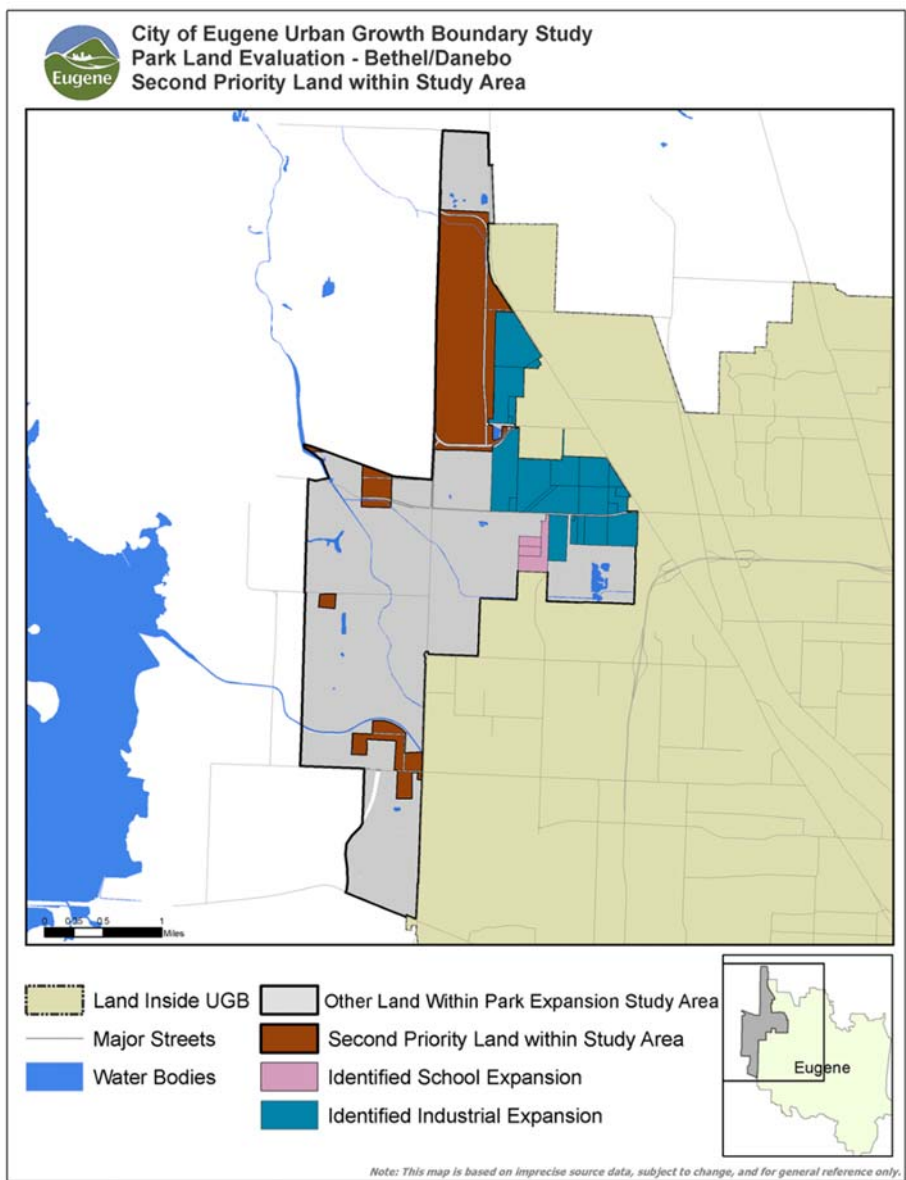 City of Eugene Urban Growth Boundary Study
Park Land Evaluation - Bethel/Danebo
Second Priority Land within Study Area
Eugene
0 0.25 0.5 1
Miles
Land Inside UGB
Major Streets
Water Bodies
Other Land Within Park Expansion Study Area
Second Priority Land within Study Area
Identified School Expansion
Identified Industrial Expansion
Eugene
Note: This map is based on imprecise source data, subject to change, and for general reference only.